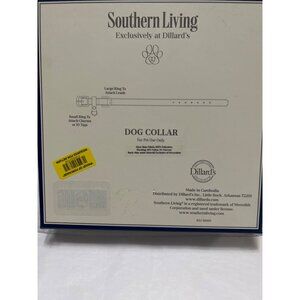 Southern Living
Exclusively at Dillard's
Large Ring To
Attach Leash
Small Ring To
Attach Charms
or ID Tags
DOG COLLAR
For Pet Use Only
Dillard's
Made in Cambodia
Distributed by Dillard's Inc., Little Rock, Arkansas 72201
www.dillards.com
Southern Living® is a registered trademark of Meredith
Corporation and used under license.
www.southernliving.com